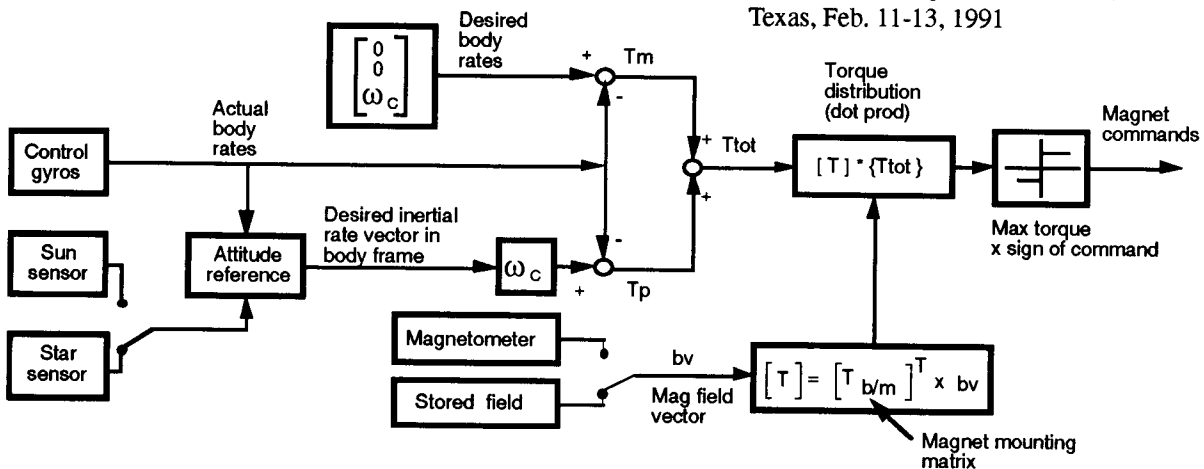 Texas, Feb. 11-13, 1991
Desired
body
rates
0
0
ω c
+
Tm
-
Torque
distribution
(dot prod)
Actual
body
rates
Magnet
commands
Control
gyros
+
Ttot
+
[ T ] * {Ttot}
Max torque
x sign of command
Desired inertial
rate vector in
body frame
Sun
sensor
Attitude
reference
ω c
-
+
Tp
Star
sensor
Magnetometer
Stored field
bv
Mag field
vector
[ T ] = [ T b/m ] T x bv
Magnet mounting
matrix